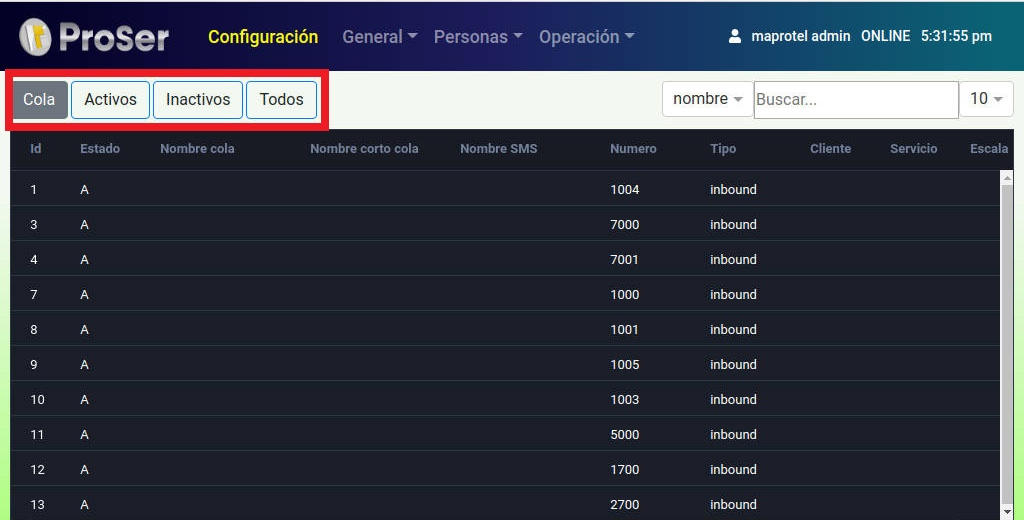 ProSer Configuración General Personas Operación maprotel admin ONLINE 5:31:55 pm
Cola Activos Inactivos Todos nombre Buscar... 10
Id Estado Nombre cola Nombre corto cola Nombre SMS Numero Tipo Cliente Servicio Escala
1 A 1004 inbound
3 A 7000 inbound
4 A 7001 inbound
7 A 1000 inbound
8 A 1001 inbound
9 A 1005 inbound
10 A 1003 inbound
11 A 5000 inbound
12 A 1700 inbound
13 A 2700 inbound